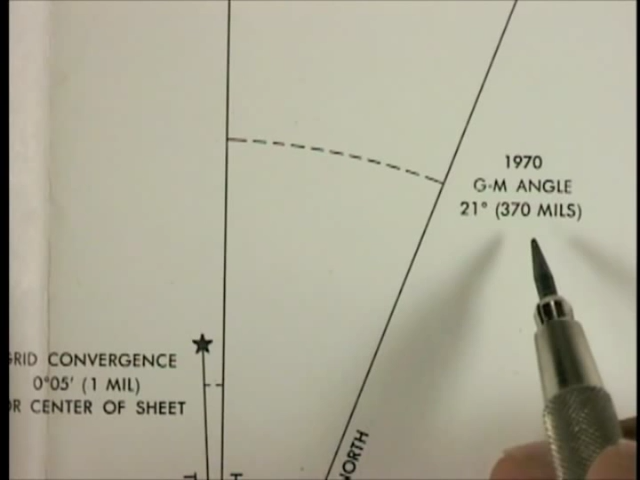 1970
G-M ANGLE
21° (370 MILS)
GRID CONVERGENCE
0°05' (1 MIL)
OR CENTER OF SHEET
NORTH